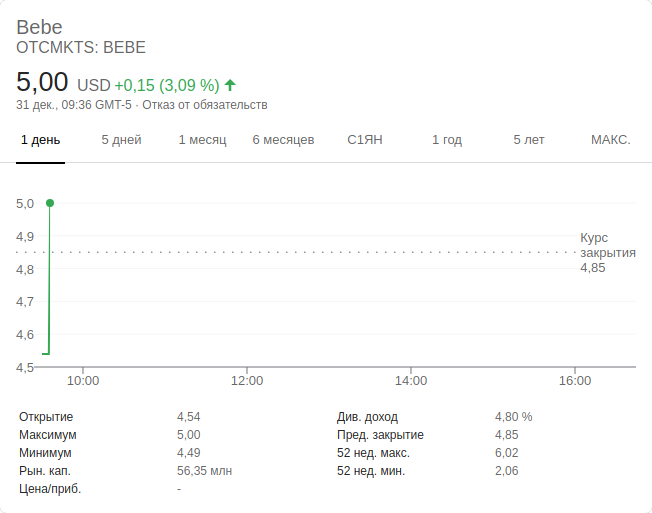 Bebe
OTCMKTS: BEBE
5,00 USD +0,15 (3,09 %)
31 дек., 09:36 GMT-5 · Отказ от обязательств
1 день 5 дней 1 месяц 6 месяцев С1ЯН 1 год 5 лет МАКС.
5,0
4,9
4,8
4,7
4,6
4,5
Курс
закрытия
4,85
10:00 12:00 14:00 16:00
Открытие 4,54 Див. доход 4,80 %
Максимум 5,00 Пред. закрытие 4,85
Минимум 4,49 52 нед. макс. 6,02
Рын. кап. 56,35 млн 52 нед. мин. 2,06
Цена/приб. -